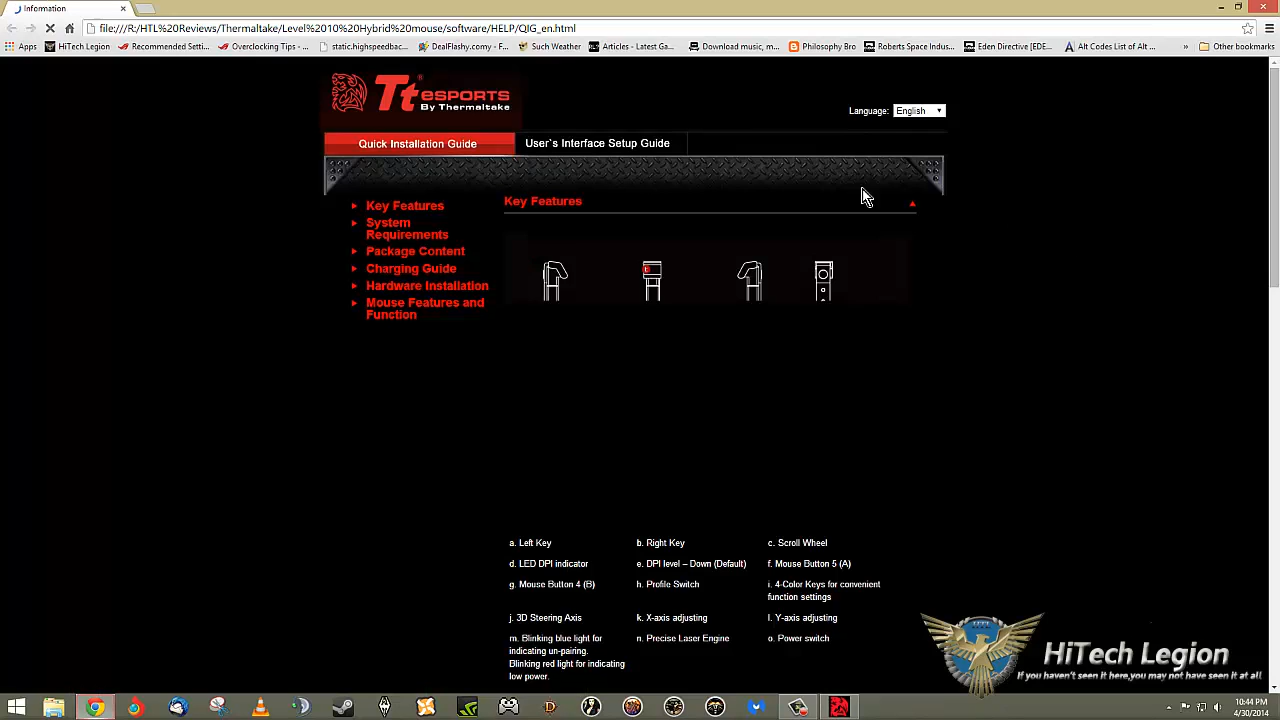 Information
file:///R:/HTL%20Reviews/Thermaltake/Level%2010%20Hybrid%20mouse/software/HELP/QIG_en.html
Apps HiTech Legion Recommended Setti... Overclocking Tips - ... static.highspeedbac... DealFlashy.comy - F... Such Weather Articles - Latest Ga... Download music, m... Philosophy Bro Roberts Space Indus... Eden Directive [EDE... Alt Codes List of Alt ... » Other bookmarks
Tt eSPORTS
By Thermaltake
Language: English
Quick Installation Guide User`s Interface Setup Guide
Key Features
System
Requirements
Package Content
Charging Guide
Hardware Installation
Mouse Features and
Function
Key Features
a. Left Key b. Right Key c. Scroll Wheel
d. LED DPI indicator e. DPI level – Down (Default) f. Mouse Button 5 (A)
g. Mouse Button 4 (B) h. Profile Switch i. 4-Color Keys for convenient
function settings
j. 3D Steering Axis k. X-axis adjusting l. Y-axis adjusting
m. Blinking blue light for n. Precise Laser Engine o. Power switch
indicating un-pairing.
Blinking red light for indicating
low power.
HiTech Legion
If you haven't seen it here,you may not have seen it at all
10:44 PM
4/30/2014